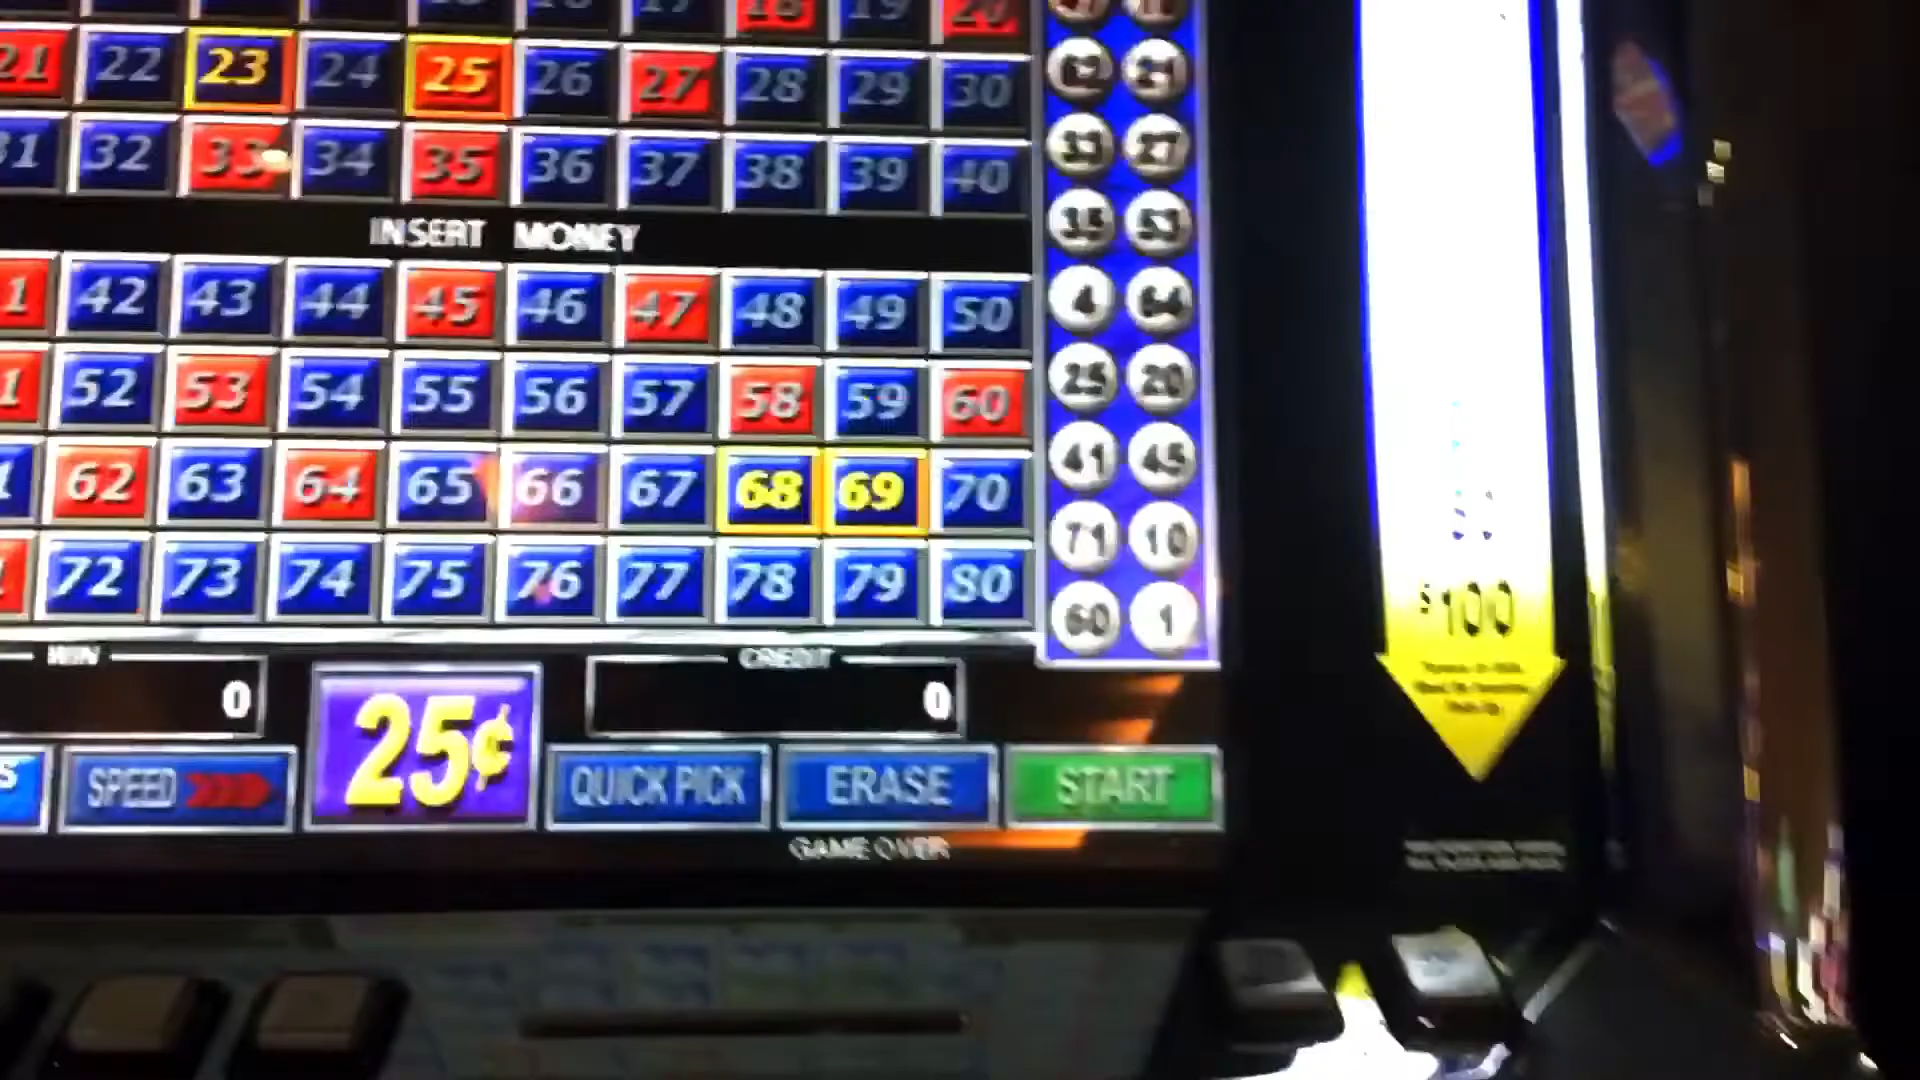 18 19 20
21 22 23 24 25 26 27 28 29 30
31 32 33 34 35 36 37 38 39 40
INSERT MONEY
1 42 43 44 45 46 47 48 49 50
1 52 53 54 55 56 57 58 59 60
1 62 63 64 65 66 67 68 69 70
72 73 74 75 76 77 78 79 80
62 21
33 27
35 53
4 64
25 20
41 45
71 10
60 1
WIN
0
25¢
CREDIT
0
S
SPEED
QUICK PICK
ERASE
START
GAME OVER
$100